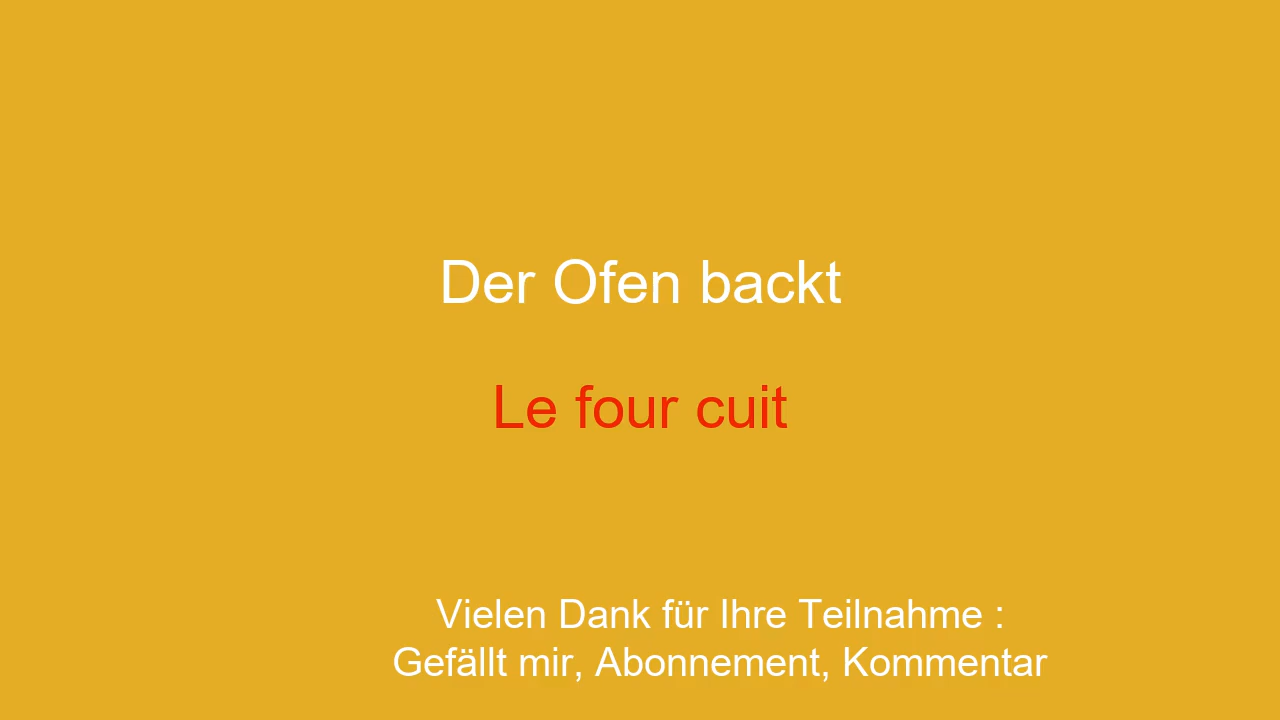 Der Ofen backt
Le four cuit
Vielen Dank für Ihre Teilnahme :
Gefällt mir, Abonnement, Kommentar